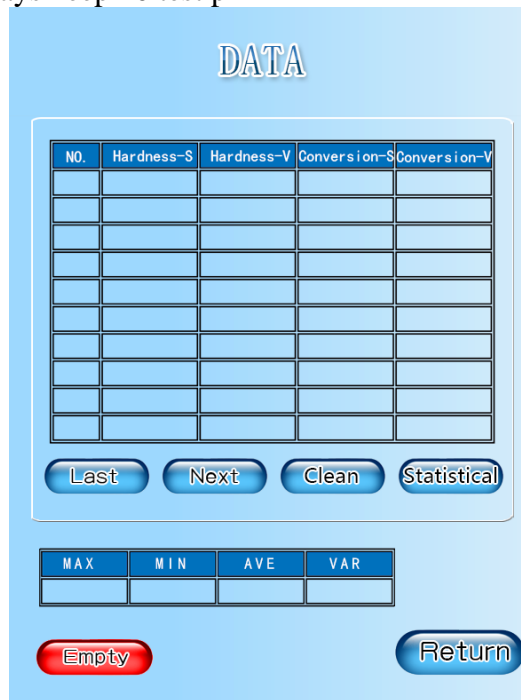 DATA
NO. Hardness-S Hardness-V Conversion-S Conversion-V
Last Next Clean Statistical
MAX MIN AVE VAR
Empty Return